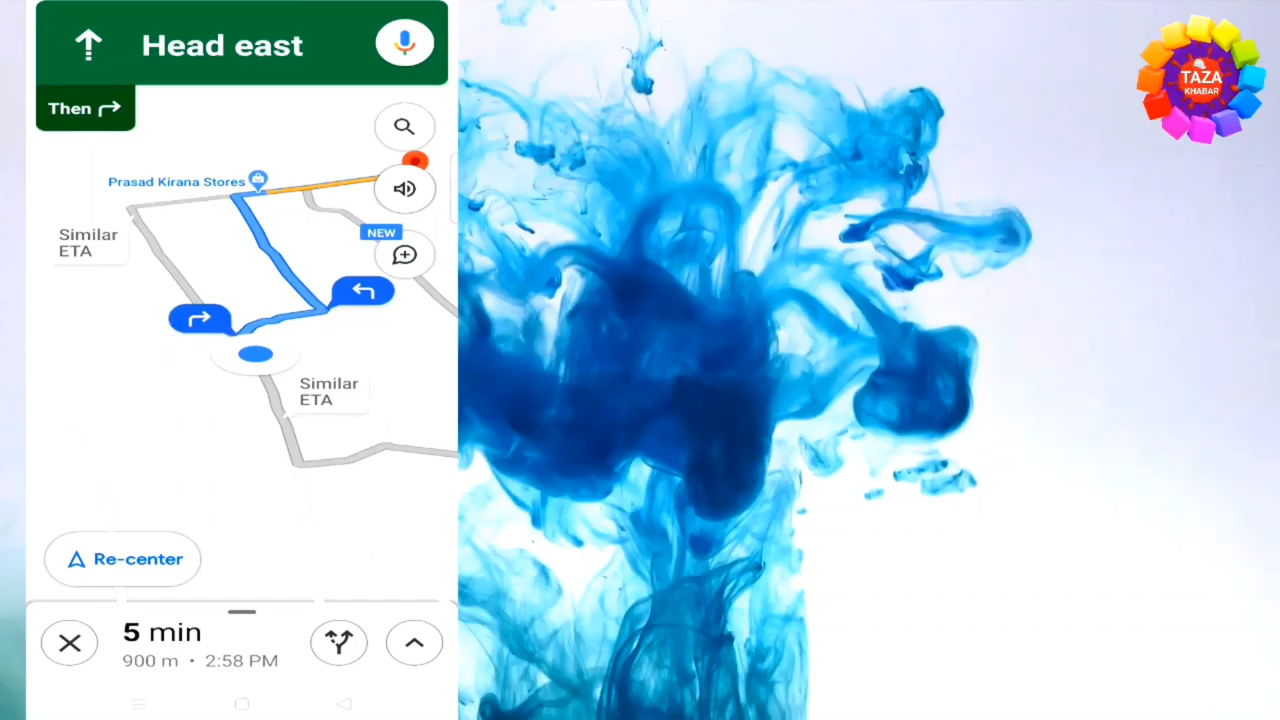 Head east
Then
Prasad Kirana Stores
Similar
ETA
NEW
Similar
ETA
Re-center
5 min
900 m • 2:58 PM
TAZA
KHABAR